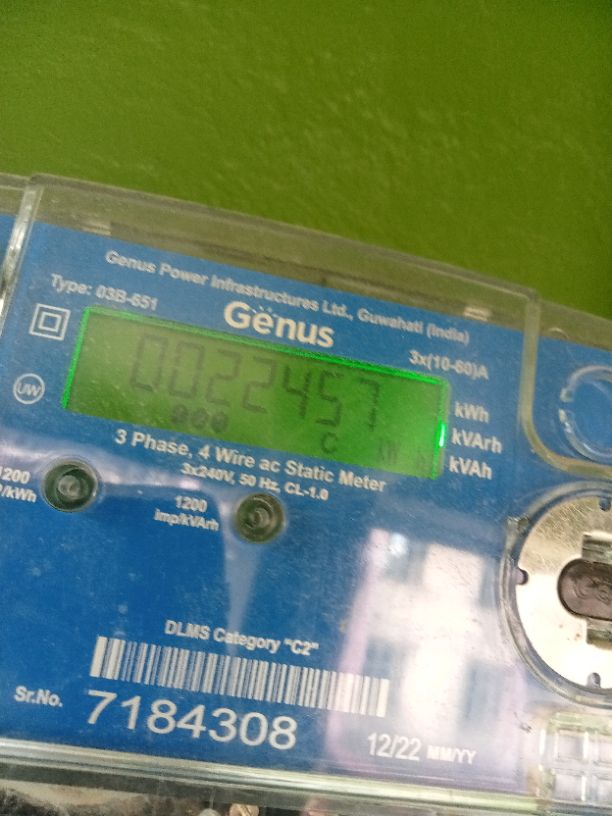 Genus Power Infrastructures Ltd., Guwahati (India)
Type: 03B-651
Genus
3x(10-60)A
UW
0022457
C
kWh
kVArh
kVAh
3 Phase, 4 Wire ac Static Meter
3x240V, 50 Hz, CL-1.0
1200
1200
imp/kVArh
DLMS Category "C2"
Sr.No.
7184308
12/22 MM/YY